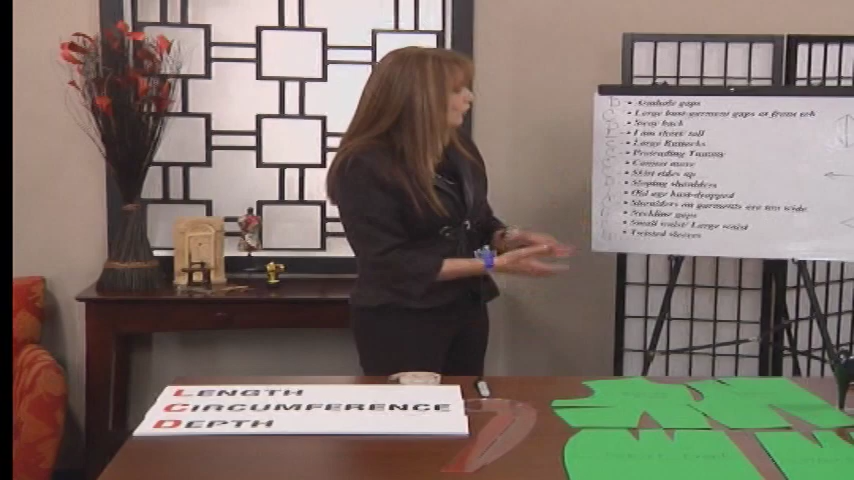 • Armhole gaps
• Large bust-garment gaps at front neh
• Sway back
• I am short/ tall
• Large Buttocks
• Protruding Tummy
• Cannot move
• Skirt rides up
• Sloping shoulders
• Old age bust-dropped
• Shoulders on garments are too wide
• Neckline gaps
• Small waist/ Large waist
• Twisted sleeves
LENGTH
CIRCUMFERENCE
DEPTH